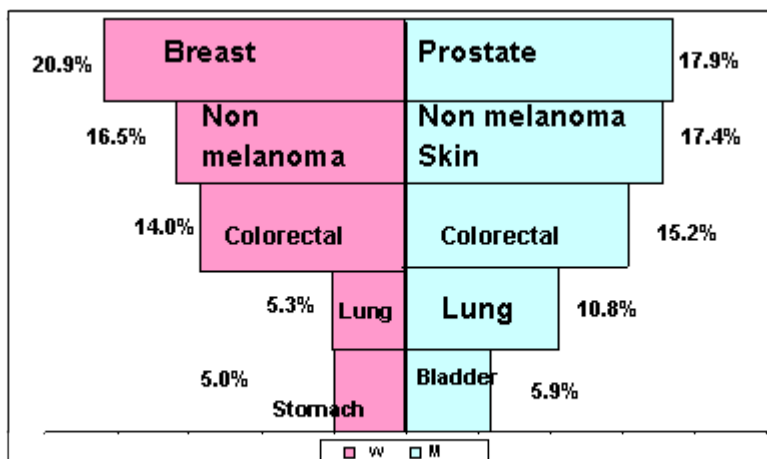 Breast
Prostate
20.9%
17.9%
Non
melanoma
Non melanoma
Skin
16.5%
17.4%
14.0%
Colorectal
Colorectal
15.2%
5.3%
Lung
Lung
10.8%
5.0%
Stomach
Bladder
5.9%
W
M